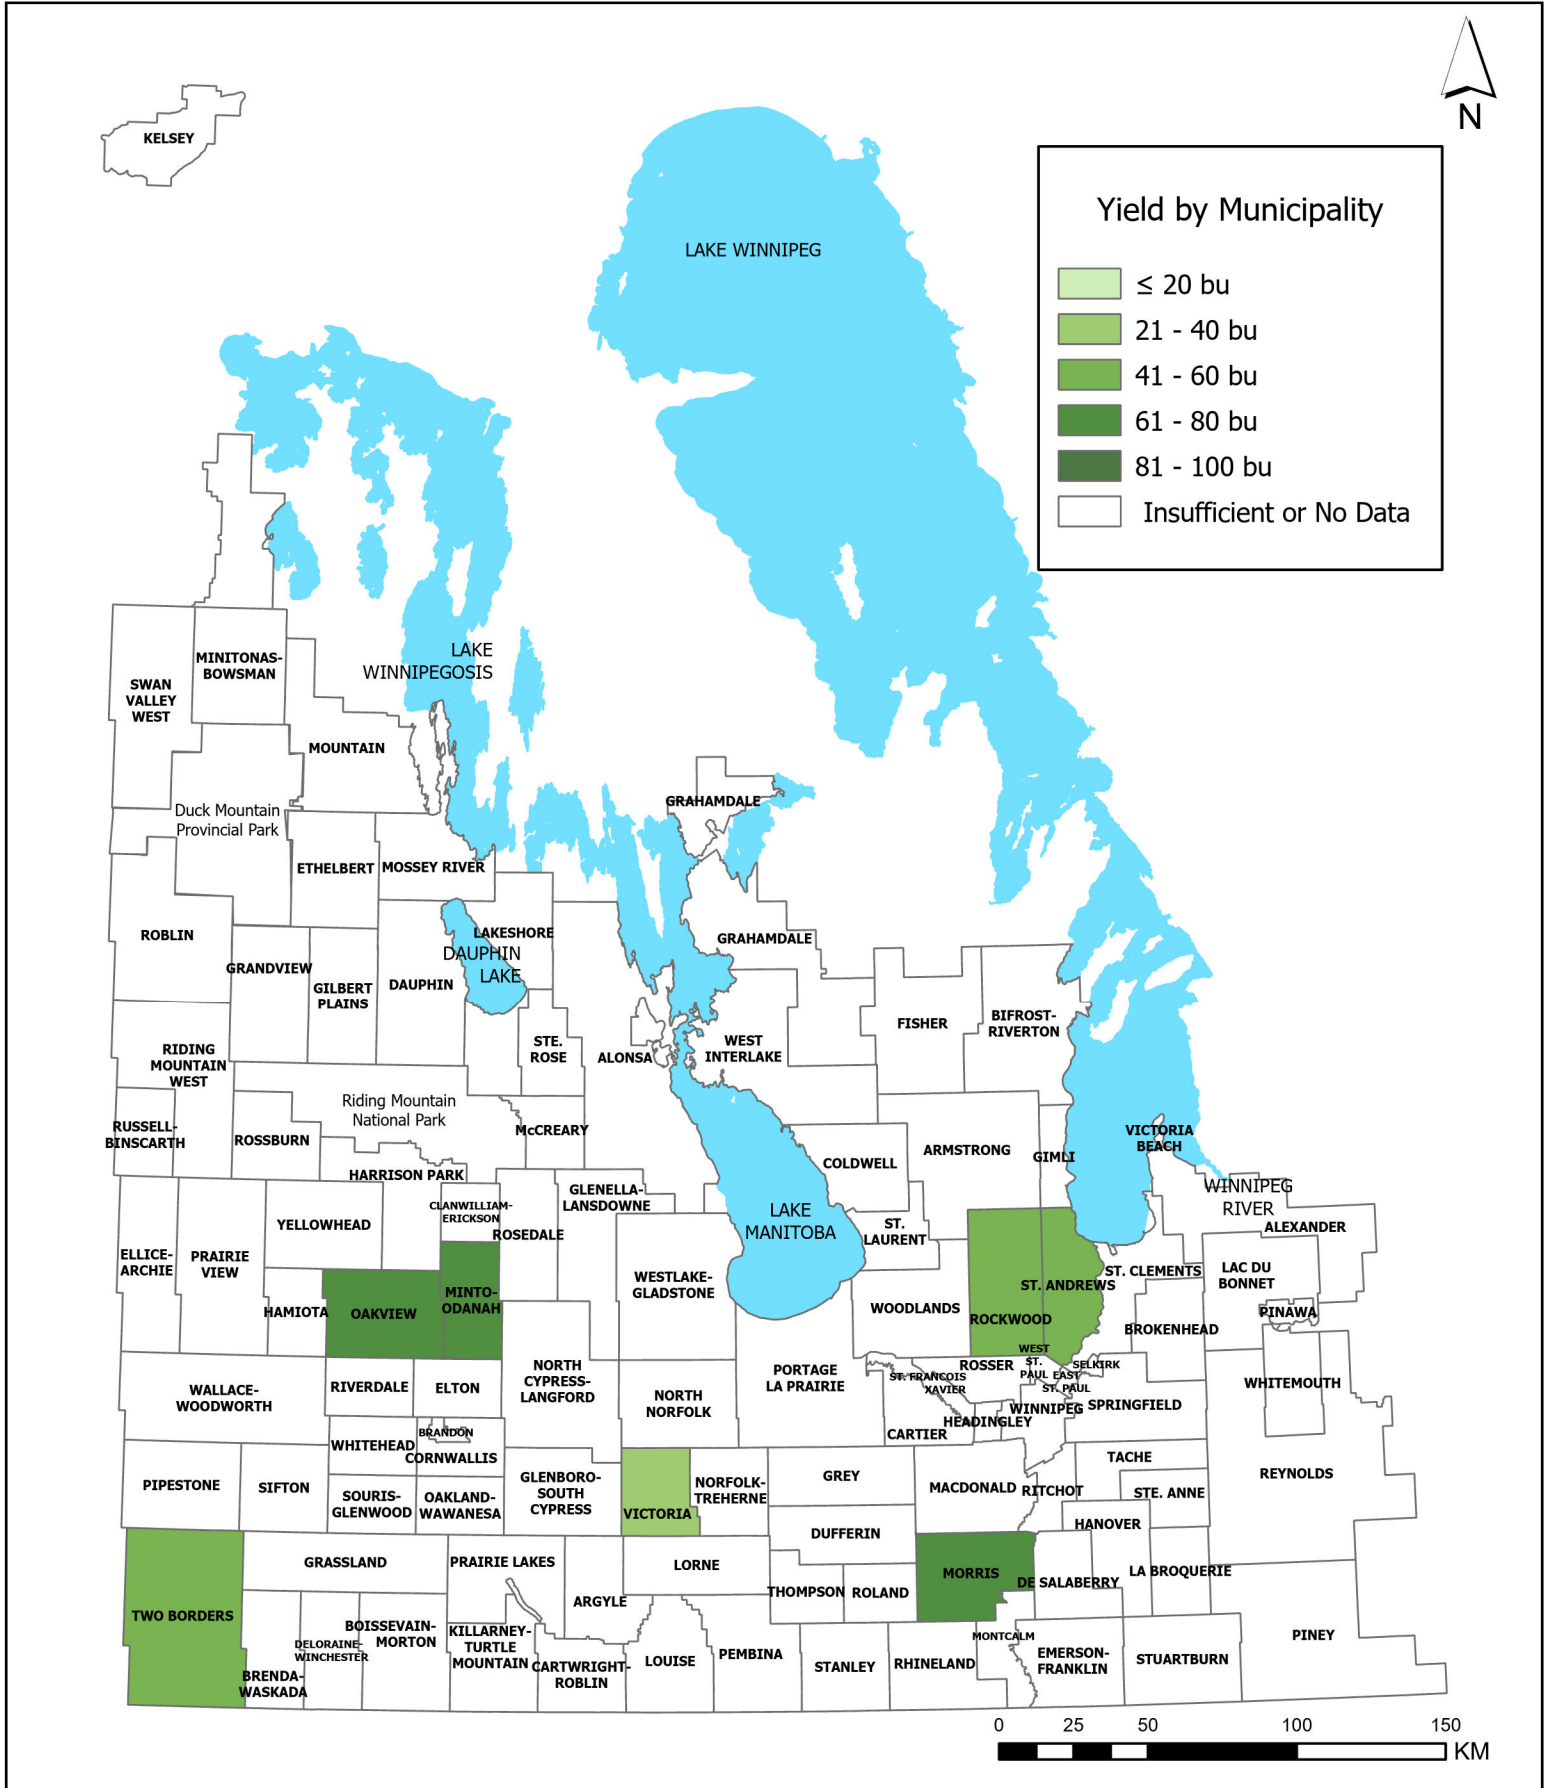 N
KELSEY
Yield by Municipality
≤ 20 bu
21 - 40 bu
41 - 60 bu
61 - 80 bu
81 - 100 bu
Insufficient or No Data
LAKE WINNIPEG
LAKE
WINNIPEGOSIS
MINITONAS-
BOWSMAN
SWAN
VALLEY
WEST
MOUNTAIN
Duck Mountain
Provincial Park
GRAHAMDALE
ETHELBERT
MOSSEY RIVER
ROBLIN
LAKESHORE
DAUPHIN
LAKE
GRAHAMDALE
GRANDVIEW
GILBERT
PLAINS
DAUPHIN
FISHER
BIFROST-
RIVERTON
STE.
ROSE
ALONSA
WEST
INTERLAKE
RIDING
MOUNTAIN
WEST
Riding Mountain
National Park
RUSSELL-
BINSCARTH
ROSSBURN
McCREARY
VICTORIA
BEACH
ARMSTRONG
GIMLI
COLDWELL
HARRISON PARK
GLENELLA-
LANSDOWNE
CLANWILLIAM-
ERICKSON
WINNIPEG
RIVER
YELLOWHEAD
ROSEDALE
LAKE
MANITOBA
ST.
LAURENT
ALEXANDER
ELLICE-
ARCHIE
PRAIRIE
VIEW
WESTLAKE-
GLADSTONE
ST. CLEMENTS
LAC DU
BONNET
HAMIOTA
OAKVIEW
MINTO-
ODANAH
WOODLANDS
ST. ANDREWS
ROCKWOOD
PINAWA
BROKENHEAD
WEST
ST.
PAUL
ROSSER
SELKIRK
EAST
ST. PAUL
ST. FRANCOIS
XAVIER
WALLACE-
WOODWORTH
RIVERDALE
ELTON
NORTH
CYPRESS-
LANGFORD
NORTH
NORFOLK
PORTAGE
LA PRAIRIE
WHITEMOUTH
WINNIPEG
SPRINGFIELD
HEADINGLEY
CARTIER
BRANDON
WHITEHEAD
CORNWALLIS
TACHE
PIPESTONE
SIFTON
SOURIS-
GLENWOOD
OAKLAND-
WAWANESA
GLENBORO-
SOUTH
CYPRESS
VICTORIA
NORFOLK-
TREHERNE
GREY
MACDONALD
RITCHOT
STE. ANNE
REYNOLDS
HANOVER
DUFFERIN
GRASSLAND
PRAIRIE LAKES
LORNE
MORRIS
DE SALABERRY
LA BROQUERIE
THOMPSON
ROLAND
ARGYLE
TWO BORDERS
BOISSEVAIN-
MORTON
DELORAINE-
WINCHESTER
BRENDA-
WASKADA
KILLARNEY-
TURTLE
MOUNTAIN
CARTWRIGHT-
ROBLIN
LOUISE
PEMBINA
STANLEY
RHINELAND
MONTCALM
EMERSON-
FRANKLIN
STUARTBURN
PINEY
0 25 50 100 150
KM